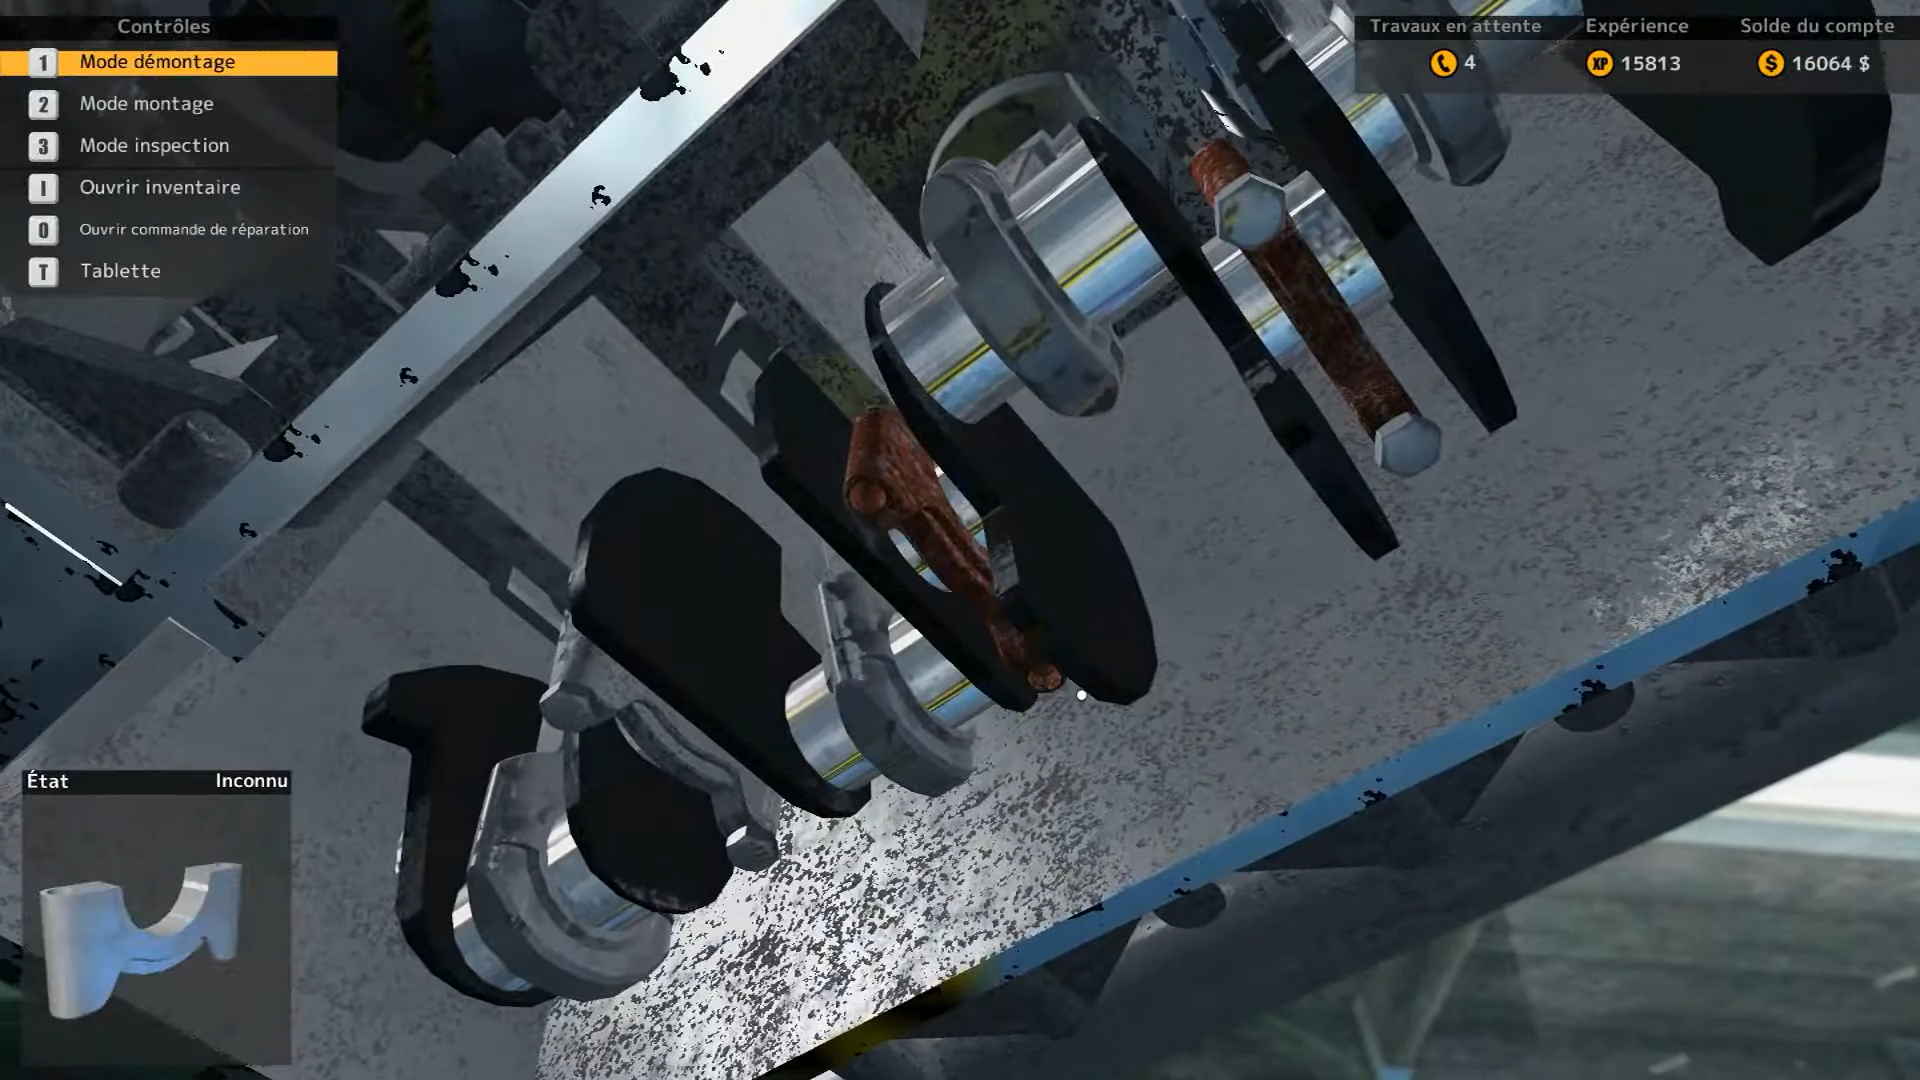 Contrôles
1 Mode démontage
2 Mode montage
3 Mode inspection
I Ouvrir inventaire
O Ouvrir commande de réparation
T Tablette
Travaux en attente Expérience Solde du compte
4 XP 15813 $ 16064 $
État Inconnu